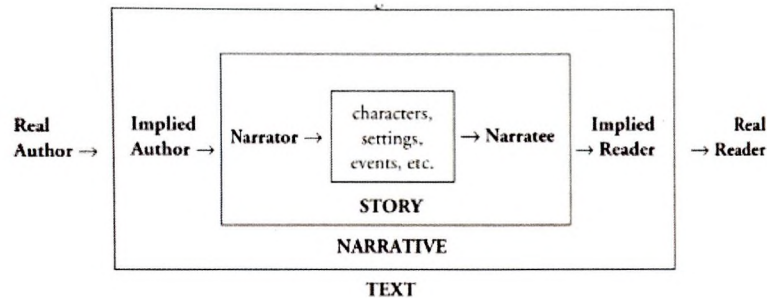 Real
Author →
Implied
Author →
Narrator →
characters,
settings,
events, etc.
→ Narratee
Implied
→ Reader
Real
→ Reader
STORY
NARRATIVE
TEXT